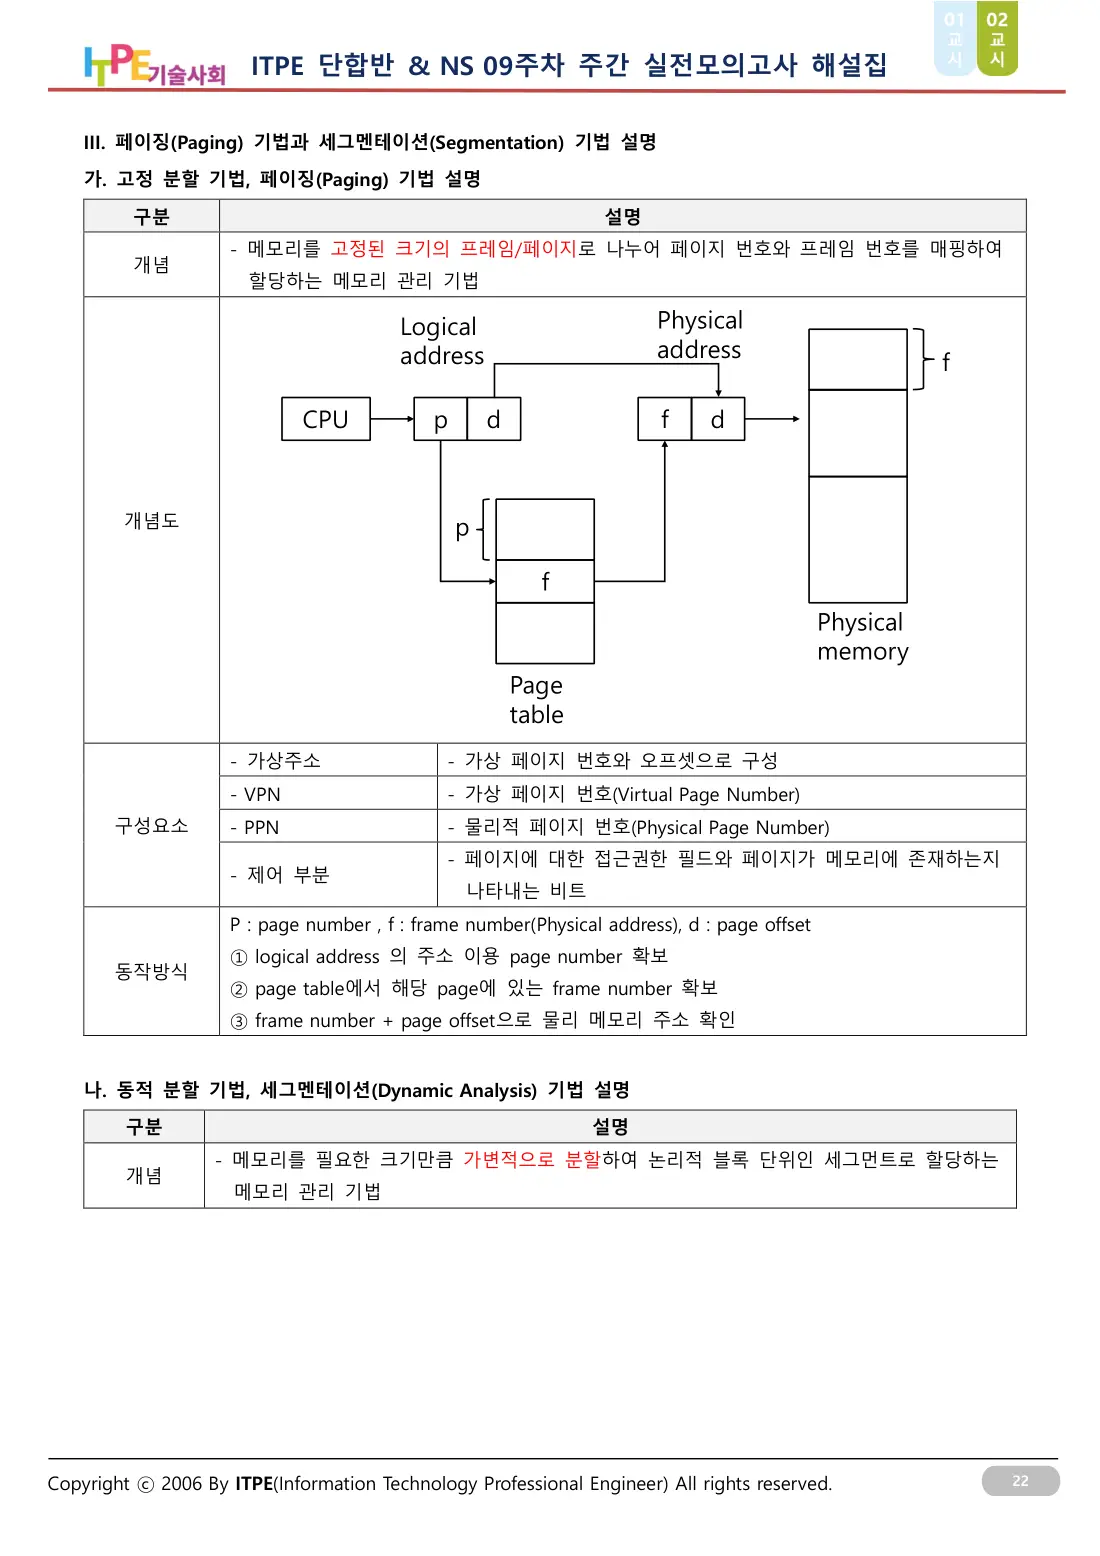 01
교
시
02
교
시
ITPE기술사회
ITPE 단합반 & NS 09주차 주간 실전모의고사 해설집
III. 페이징(Paging) 기법과 세그멘테이션(Segmentation) 기법 설명
가. 고정 분할 기법, 페이징(Paging) 기법 설명
구분 설명
개념
- 메모리를 고정된 크기의 프레임/페이지로 나누어 페이지 번호와 프레임 번호를 매핑하여
할당하는 메모리 관리 기법
개념도
Logical
address
Physical
address
f
CPU
p d
f d
p
f
Physical
memory
Page
table
구성요소
- 가상주소 - 가상 페이지 번호와 오프셋으로 구성
- VPN - 가상 페이지 번호(Virtual Page Number)
- PPN - 물리적 페이지 번호(Physical Page Number)
- 제어 부분
- 페이지에 대한 접근권한 필드와 페이지가 메모리에 존재하는지
나타내는 비트
동작방식
P : page number , f : frame number(Physical address), d : page offset
① logical address 의 주소 이용 page number 확보
② page table에서 해당 page에 있는 frame number 확보
③ frame number + page offset으로 물리 메모리 주소 확인
나. 동적 분할 기법, 세그멘테이션(Dynamic Analysis) 기법 설명
구분 설명
개념
- 메모리를 필요한 크기만큼 가변적으로 분할하여 논리적 블록 단위인 세그먼트로 할당하는
메모리 관리 기법
Copyright ⓒ 2006 By ITPE(Information Technology Professional Engineer) All rights reserved.
22